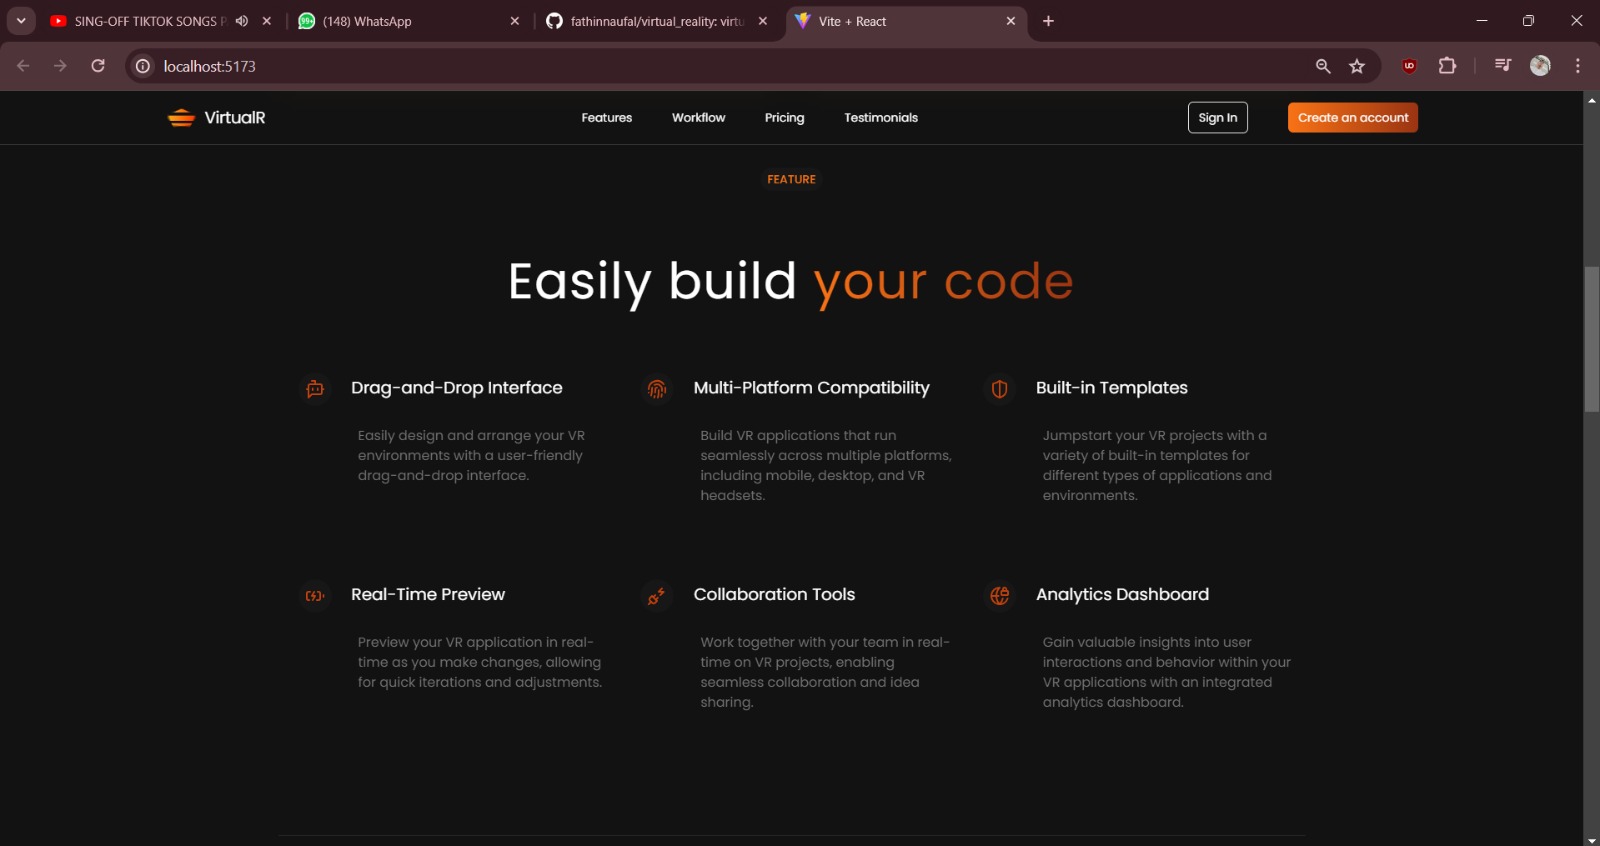 SING-OFF TIKTOK SONGS P
99+
(148) WhatsApp
fathinnaufal/virtual_reality: virtu
Vite + React
localhost:5173
UO
VirtualR
Features
Workflow
Pricing
Testimonials
Sign In
Create an account
FEATURE
Easily build your code
Drag-and-Drop Interface
Easily design and arrange your VR
environments with a user-friendly
drag-and-drop interface.
Multi-Platform Compatibility
Build VR applications that run
seamlessly across multiple platforms,
including mobile, desktop, and VR
headsets.
Built-in Templates
Jumpstart your VR projects with a
variety of built-in templates for
different types of applications and
environments.
Real-Time Preview
Preview your VR application in real-
time as you make changes, allowing
for quick iterations and adjustments.
Collaboration Tools
Work together with your team in real-
time on VR projects, enabling
seamless collaboration and idea
sharing.
Analytics Dashboard
Gain valuable insights into user
interactions and behavior within your
VR applications with an integrated
analytics dashboard.